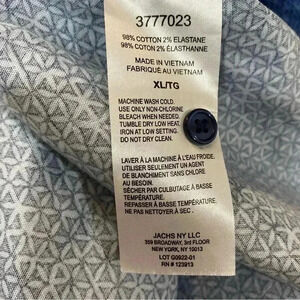 3777023
98% COTTON 2% ELASTANE
98% COTTON 2% ÉLASTHANNE
MADE IN VIETNAM
FABRIQUÉ AU VIETNAM
XL/TG
MACHINE WASH COLD.
USE ONLY NON-CHLORINE
BLEACH WHEN NEEDED.
TUMBLE DRY LOW HEAT.
IRON AT LOW SETTING.
DO NOT DRY CLEAN.
LAVER À LA MACHINE À L'EAU FROIDE.
UTILISER SEULEMENT UN AGENT
DE BLANCHIMENT SANS CHLORE
AU BESOIN.
SÉCHER PAR CULBUTAGE À BASSE
TEMPÉRATURE.
REPASSER À BASSE TEMPÉRATURE.
NE PAS NETTOYER À SEC.
JACHS NY LLC
359 BROADWAY, 3rd FLOOR
NEW YORK, NY 10013
LOT G0922-01
RN # 123913